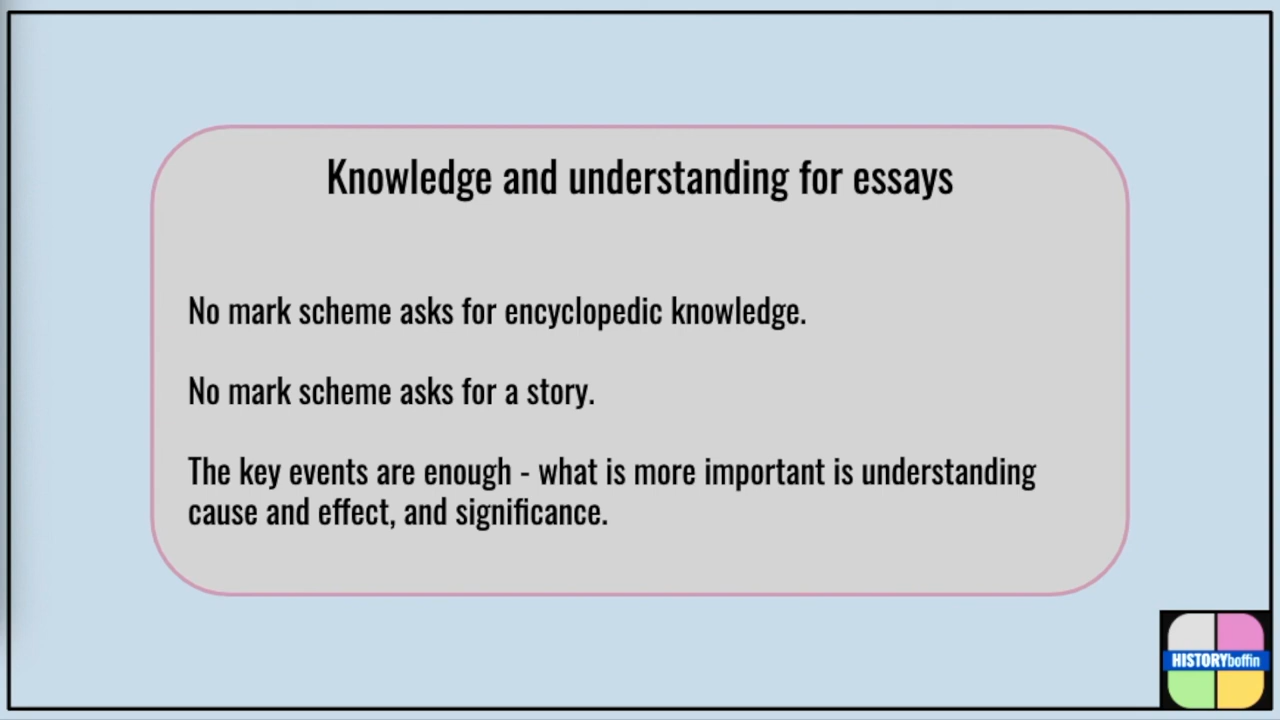 Knowledge and understanding for essays
No mark scheme asks for encyclopedic knowledge.
No mark scheme asks for a story.
The key events are enough - what is more important is understanding
cause and effect, and significance.
HISTORYboffin